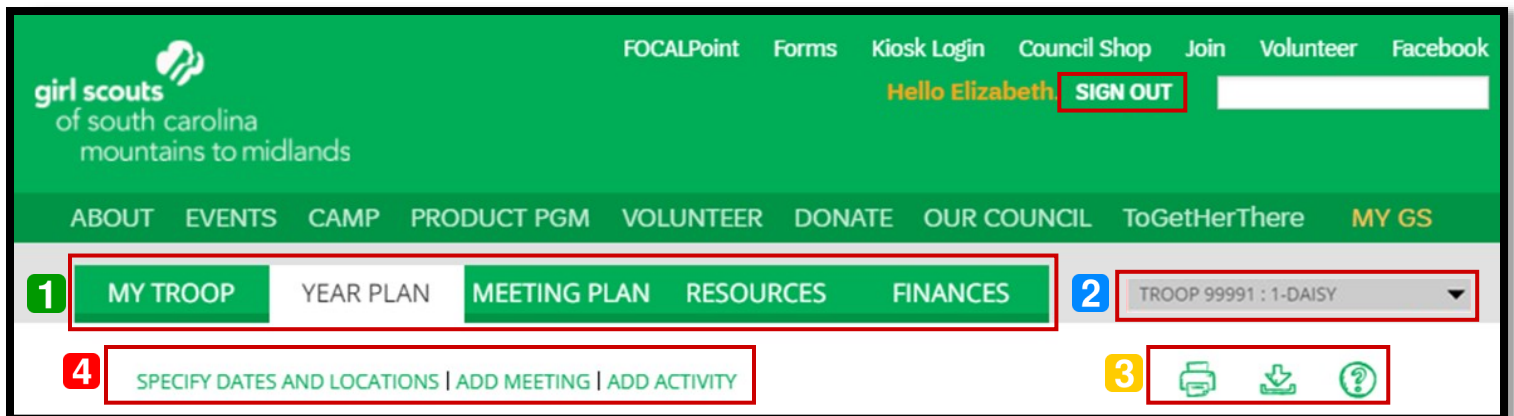 FOCALPoint Forms Kiosk Login Council Shop Join Volunteer Facebook
Hello Elizabeth. SIGN OUT
girl scouts
of south carolina
mountains to midlands
ABOUT EVENTS CAMP PRODUCT PGM VOLUNTEER DONATE OUR COUNCIL ToGetHerThere MY GS
1 MY TROOP YEAR PLAN MEETING PLAN RESOURCES FINANCES 2 TROOP 99991 : 1-DAISY
4 SPECIFY DATES AND LOCATIONS | ADD MEETING | ADD ACTIVITY 3 ?